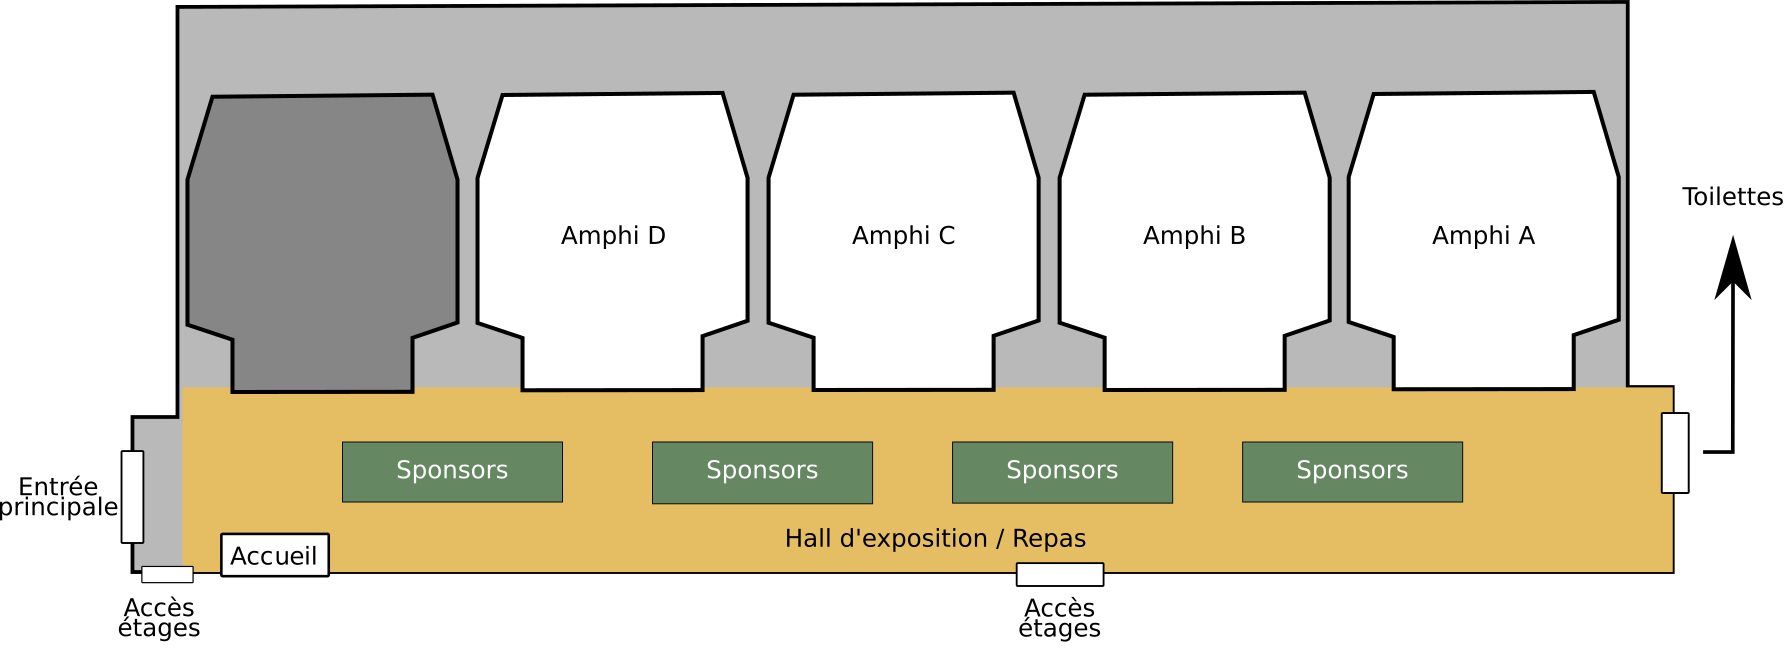 Toilettes
Amphi D
Amphi C
Amphi B
Amphi A
Sponsors
Sponsors
Sponsors
Sponsors
Entrée
principale
Hall d'exposition / Repas
Accueil
Accès
étages
Accès
étages